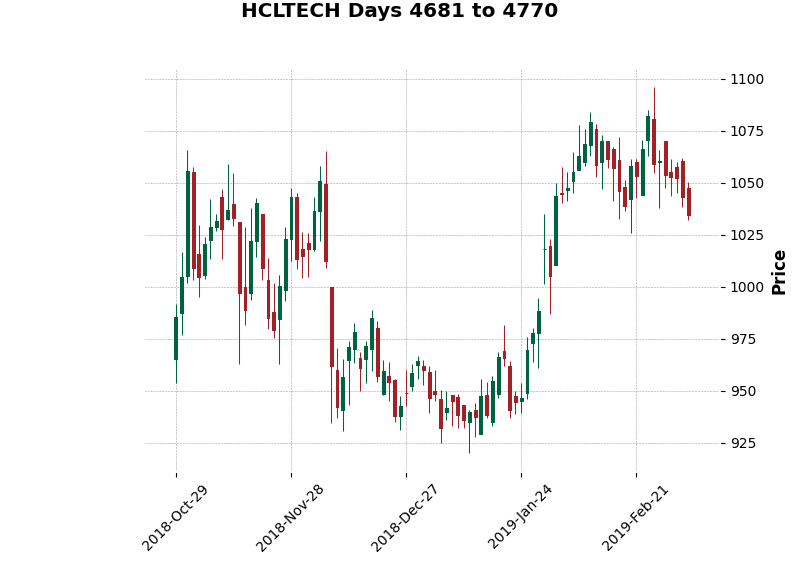 HCLTECH Days 4681 to 4770
1100
1075
1050
1025
1000
975
950
925
Price
2018-Oct-29
2018-Nov-28
2018-Dec-27
2019-Jan-24
2019-Feb-21